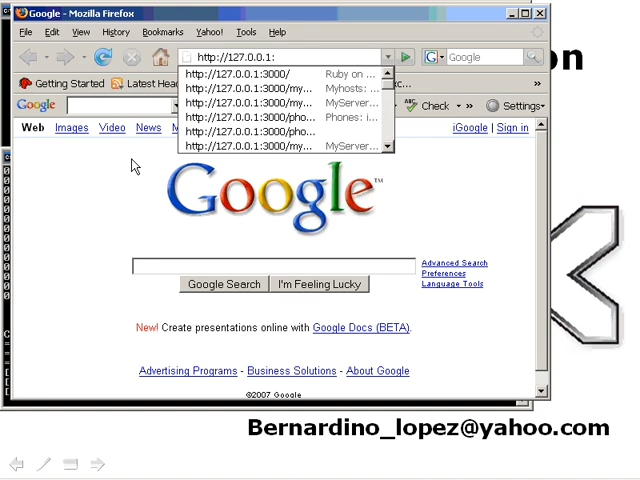 Google - Mozilla Firefox
File Edit View History Bookmarks Yahoo! Tools Help
http://127.0.0.1: Google
on
http://127.0.0.1:3000/ Ruby on ...
http://127.0.0.1:3000/my... Myhosts: ...
http://127.0.0.1:3000/my... MyServer...
http://127.0.0.1:3000/pho... Phones: i...
http://127.0.0.1:3000/pho...
http://127.0.0.1:3000/my... MyServer...
Getting Started Latest Head xc... »
Google Check » Settings
Web Images Video News M iGoogle | Sign in
Google™
Advanced Search
Preferences
Language Tools
Google Search I'm Feeling Lucky
New! Create presentations online with Google Docs (BETA).
Advertising Programs - Business Solutions - About Google
©2007 Google
Bernardino_lopez@yahoo.com